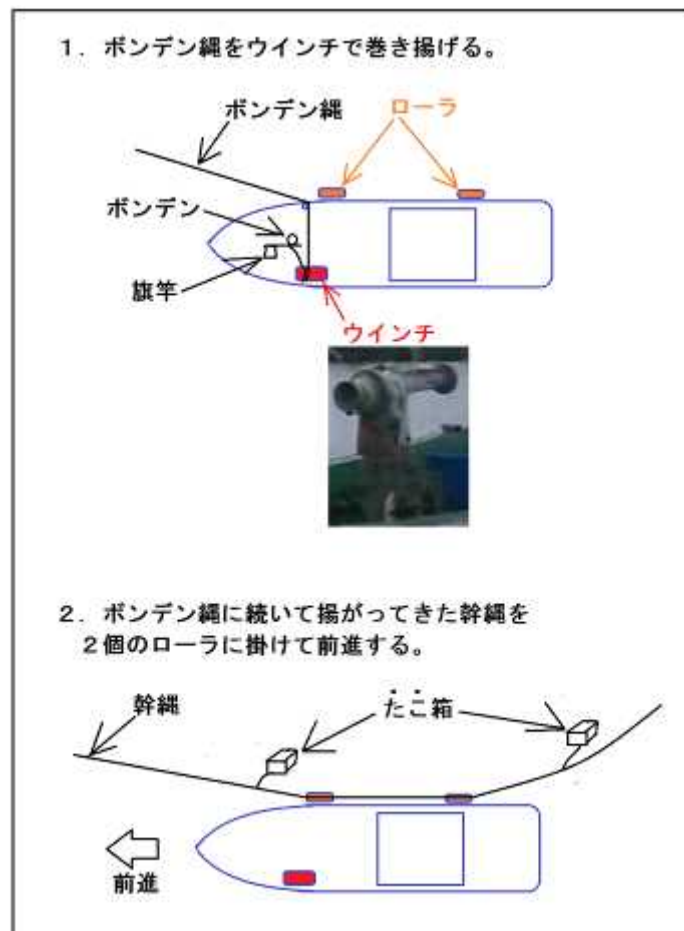 1．ボンデン縄をウインチで巻き揚げる。
ボンデン縄
ローラ
ボンデン
旗竿
ウインチ
2．ボンデン縄に続いて揚がってきた幹縄を
2個のローラに掛けて前進する。
幹縄
たこ箱
前進